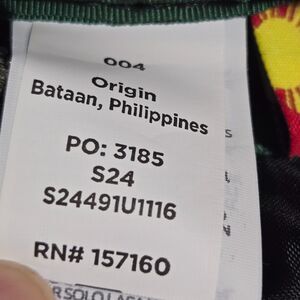 004
Origin
Bataan, Philippines
PO: 3185
S24
S24491U1116
RN# 157160